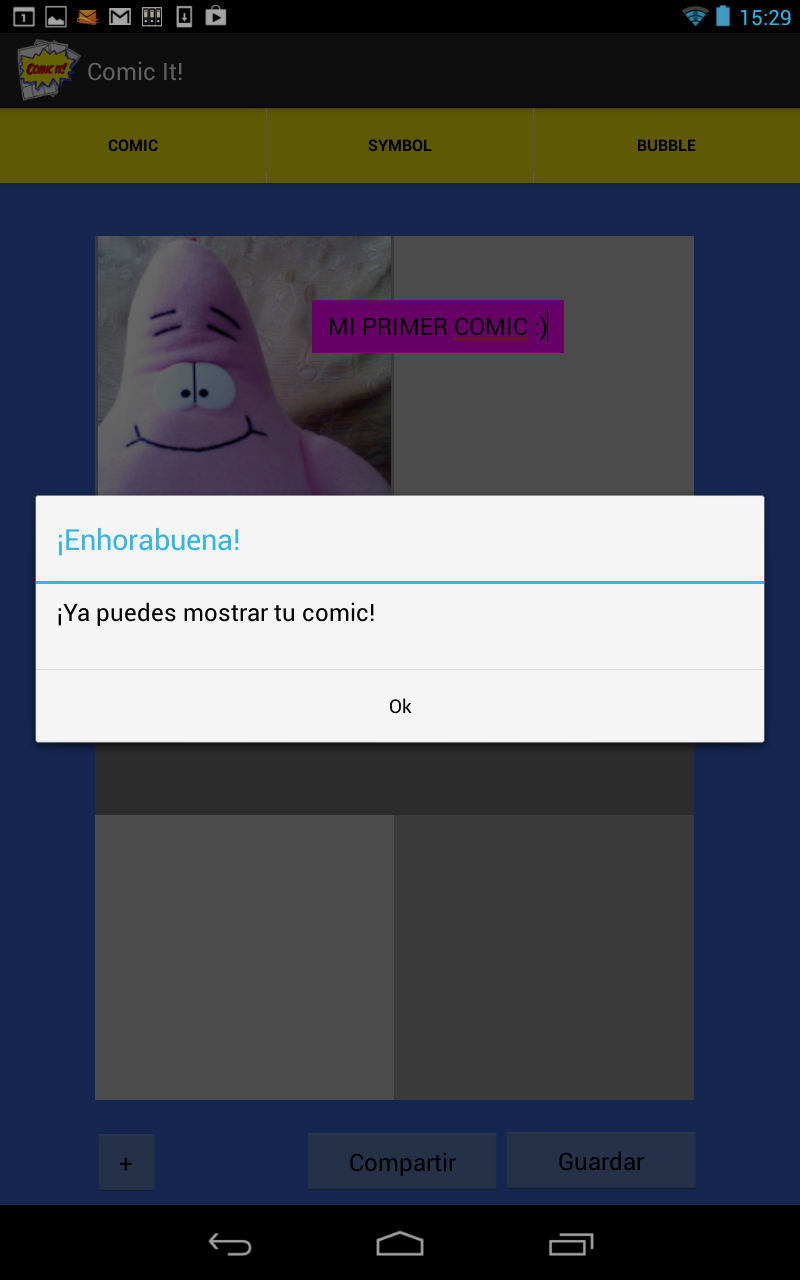 1
15:29
COMIC IT!
Comic It!
COMIC
SYMBOL
BUBBLE
MI PRIMER COMIC :)
¡Enhorabuena!
¡Ya puedes mostrar tu comic!
Ok
+
Compartir
Guardar